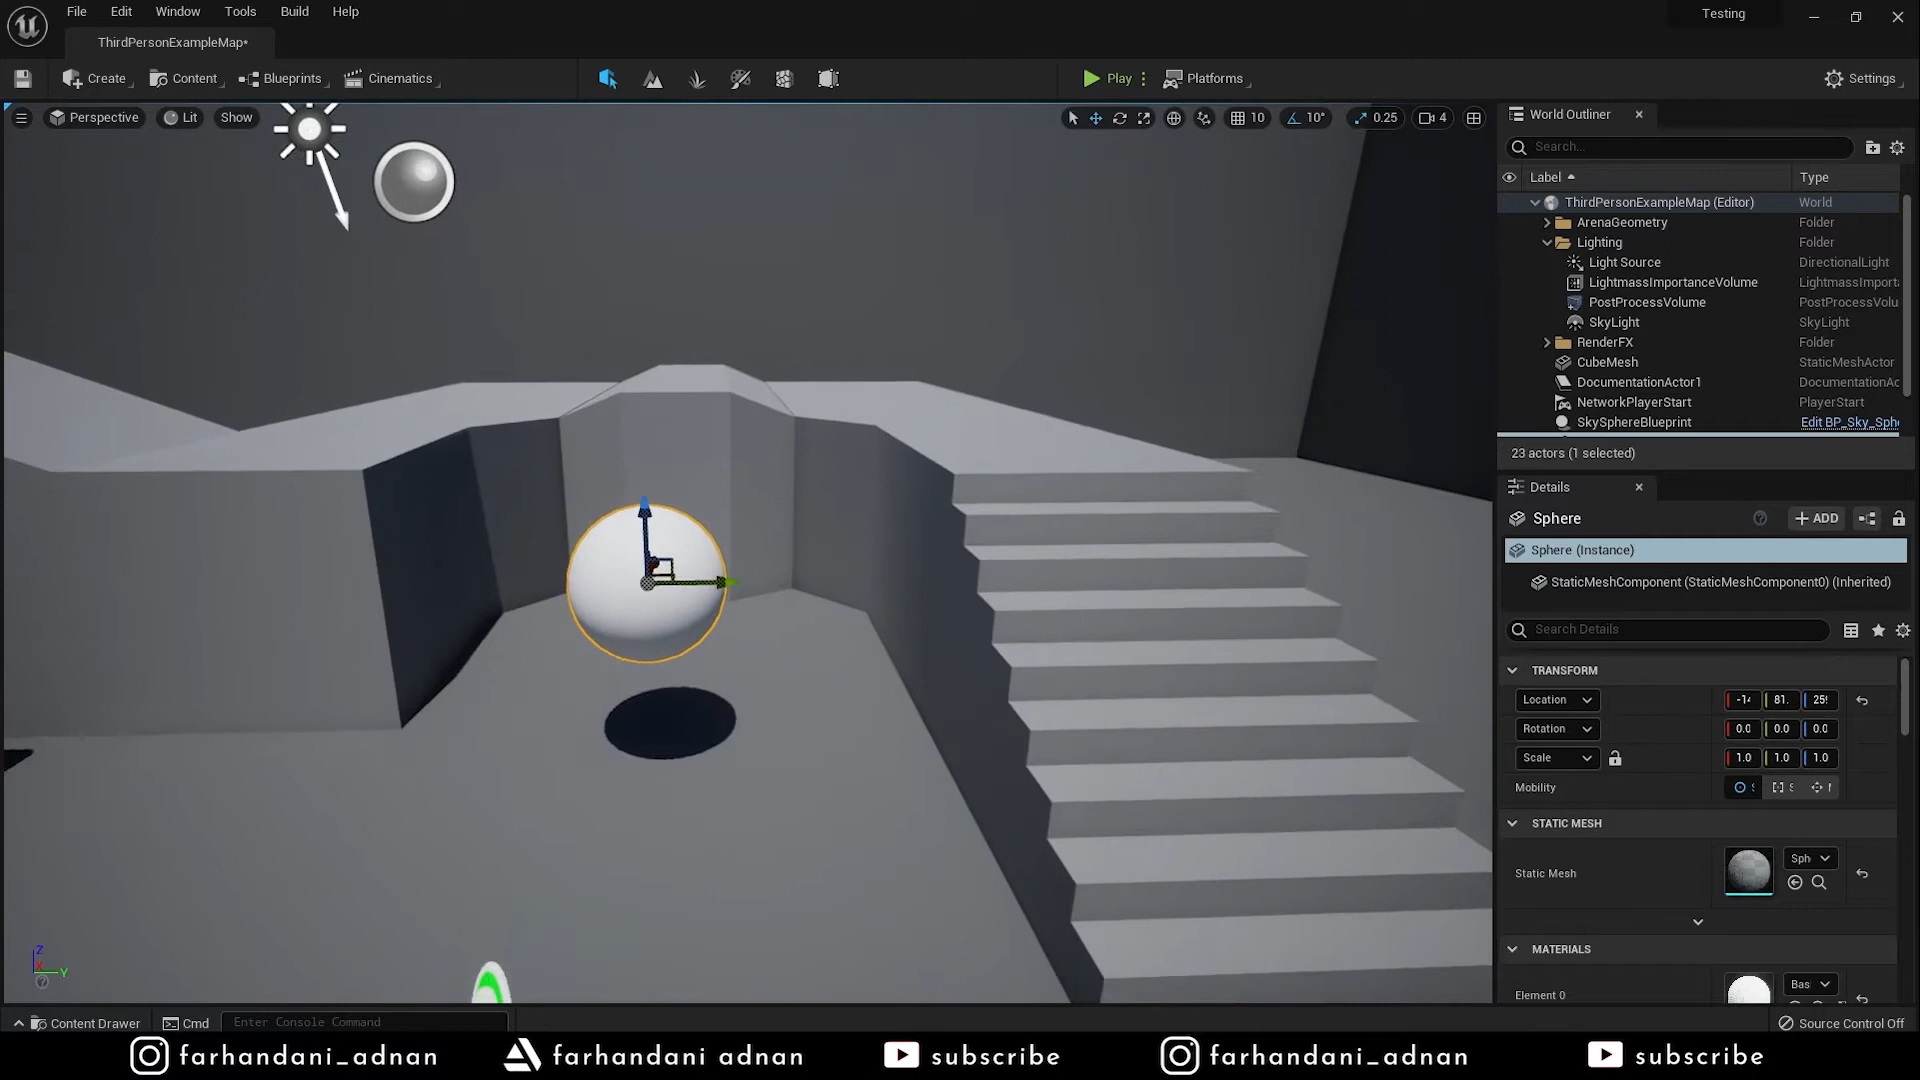 File Edit Window Tools Build Help
Testing
ThirdPersonExampleMap*
Create Content Blueprints Cinematics Play Platforms Settings
Perspective Lit Show 10 10° 0.25 4
World Outliner
Search...
Label Type
ThirdPersonExampleMap (Editor) World
ArenaGeometry Folder
Lighting Folder
Light Source DirectionalLight
LightmassImportanceVolume LightmassImporta
PostProcessVolume PostProcessVolu
SkyLight SkyLight
RenderFX Folder
CubeMesh StaticMeshActor
DocumentationActor1 DocumentationAc
NetworkPlayerStart PlayerStart
SkySphereBlueprint Edit BP_Sky_Sphe
23 actors (1 selected)
Details
Sphere + ADD
Sphere (Instance)
StaticMeshComponent (StaticMeshComponent0) (Inherited)
Search Details
TRANSFORM
Location 81.
Rotation 0.0 0.0 0.0
Scale 1.0 1.0 1.0
Mobility
STATIC MESH
Static Mesh Sph
MATERIALS
Element 0 Bas
Z
Y
Content Drawer Cmd Enter Console Command Source Control Off
farhandani_adnan farhandani adnan subscribe farhandani_adnan subscribe